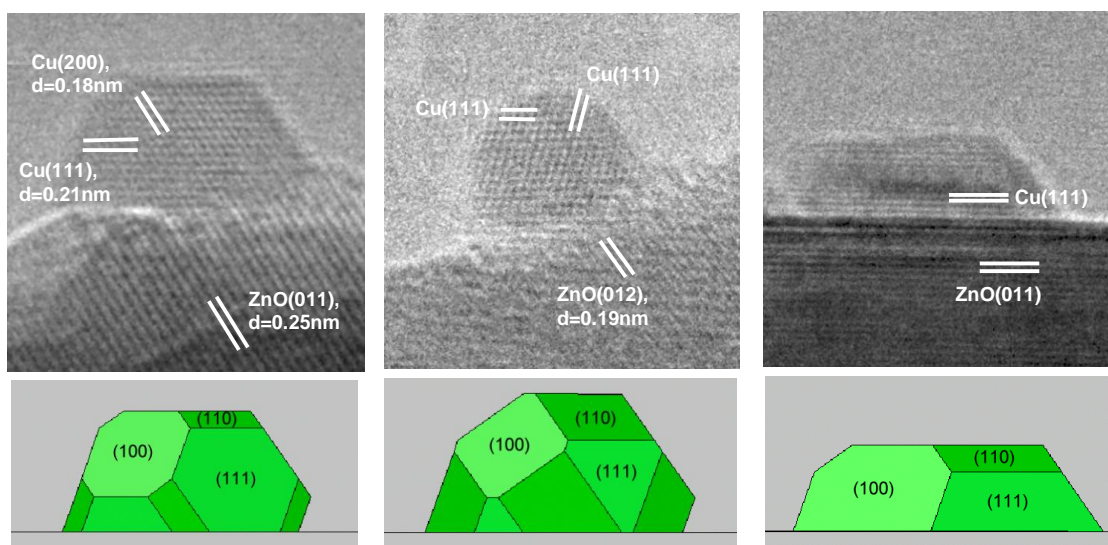 Cu(200),
d=0.18nm
Cu(111),
d=0.21nm
ZnO(011),
d=0.25nm
Cu(111)
Cu(111)
ZnO(012),
d=0.19nm
Cu(111)
ZnO(011)
(110)
(100)
(111)
(110)
(100)
(111)
(110)
(100)
(111)